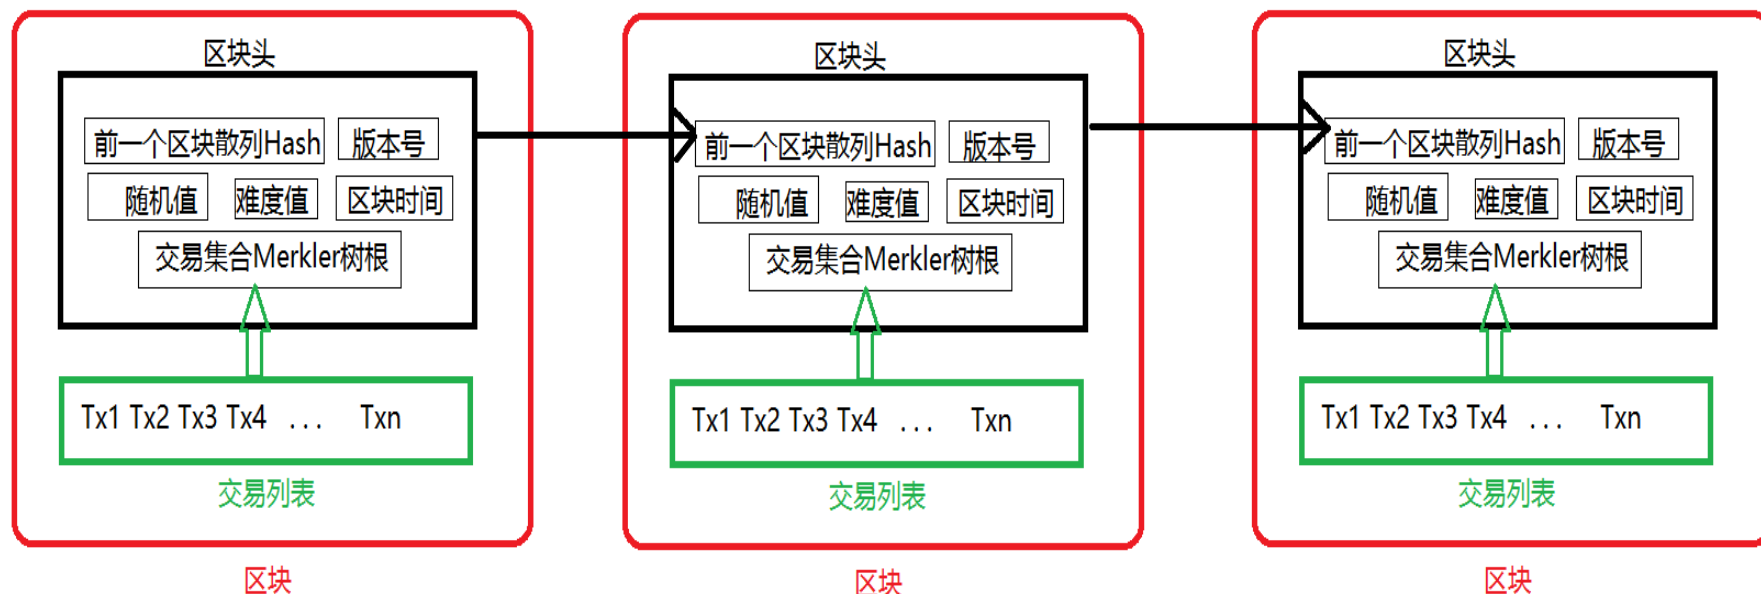 区块头
前一个区块散列Hash 版本号
随机值 难度值 区块时间
交易集合Merkler树根
Tx1 Tx2 Tx3 Tx4 ... Txn
交易列表
区块
区块头
前一个区块散列Hash 版本号
随机值 难度值 区块时间
交易集合Merkler树根
Tx1 Tx2 Tx3 Tx4 ... Txn
交易列表
区块
区块头
前一个区块散列Hash 版本号
随机值 难度值 区块时间
交易集合Merkler树根
Tx1 Tx2 Tx3 Tx4 ... Txn
交易列表
区块